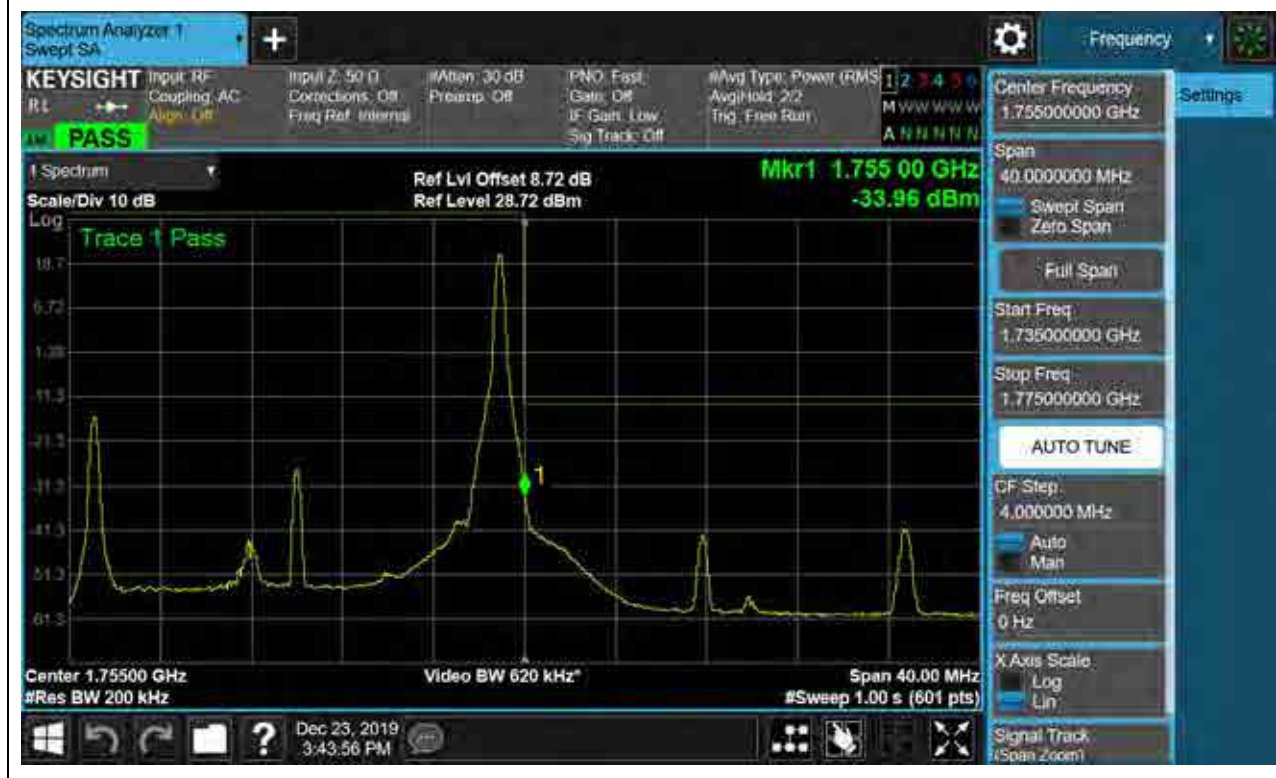 Spectrum Analyzer 1
Swept SA
+
Frequency
KEYSIGHT
Input: RF
Input Z: 50 Ω
#Atten: 30 dB
PNO: Fast
#Avg Type: Power (RMS
1 2 3 4 5 6
R L
Coupling: AC
Corrections: Off
Preamp: Off
Gate: Off
Avg|Hold: 2/2
M W W W W W W
Align: Off
Freq Ref: Internal
IF Gain: Low
Trig: Free Run
PASS
Sig Track: Off
A N N N N N N
Center Frequency
1.755000000 GHz
Settings
Span
40.0000000 MHz
Swept Span
Zero Span
Full Span
Start Freq
1.735000000 GHz
Stop Freq
1.775000000 GHz
AUTO TUNE
CF Step
4.000000 MHz
Auto
Man
Freq Offset
0 Hz
X Axis Scale
Log
Lin
Signal Track
(Span Zoom)
1 Spectrum
Ref Lvl Offset 8.72 dB
Mkr1 1.755 00 GHz
Scale/Div 10 dB
Ref Level 28.72 dBm
-33.96 dBm
Log
Trace 1 Pass
18.7
8.72
-11.3
-21.3
1
-41.3
-51.3
-61.3
Center 1.75500 GHz
Video BW 620 kHz*
Span 40.00 MHz
#Res BW 200 kHz
#Sweep 1.00 s (601 pts)
?
Dec 23, 2019
3:43:56 PM